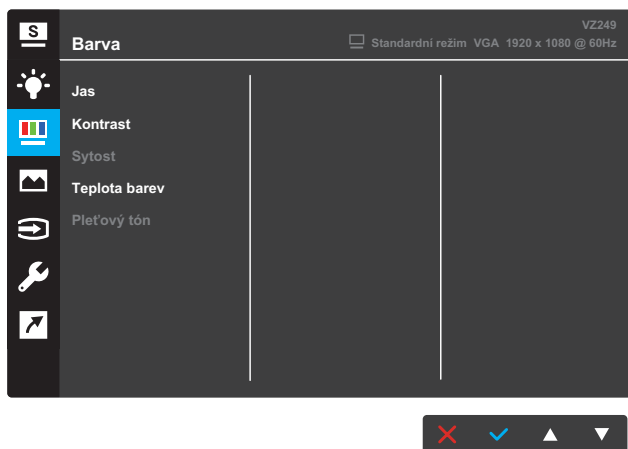 S
VZ249
Barva
Standardní režim VGA 1920 x 1080 @ 60Hz
Jas
Kontrast
Sytost
Teplota barev
Pleťový tón